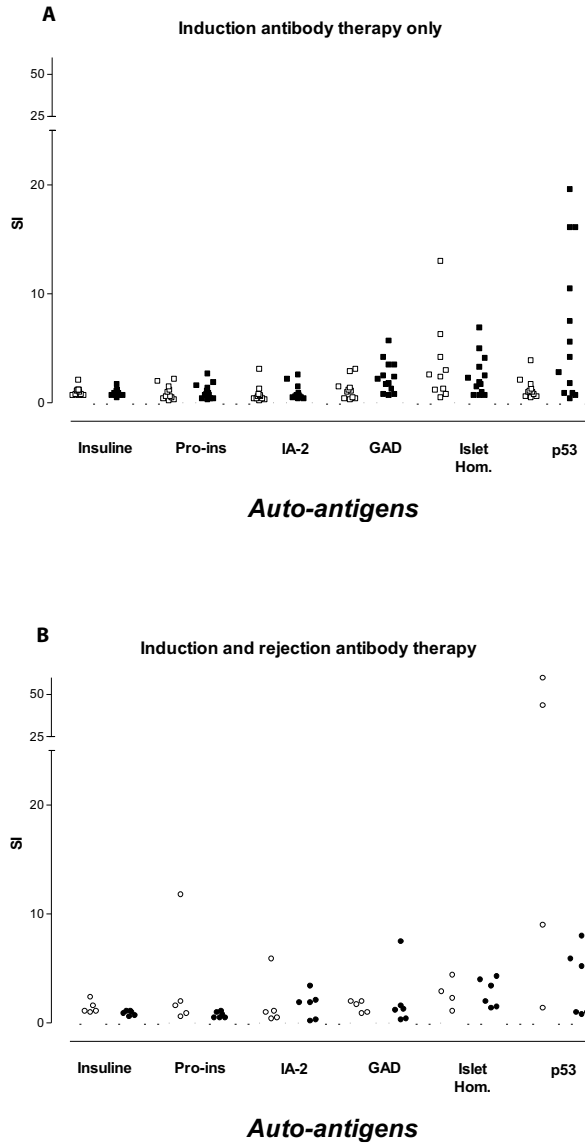 A
Induction antibody therapy only
50
25
20
SI
10
0
Insuline Pro-ins IA-2 GAD Islet Hom. p53
Auto-antigens
B
Induction and rejection antibody therapy
50
25
20
SI
10
0
Insuline Pro-ins IA-2 GAD Islet Hom. p53
Auto-antigens